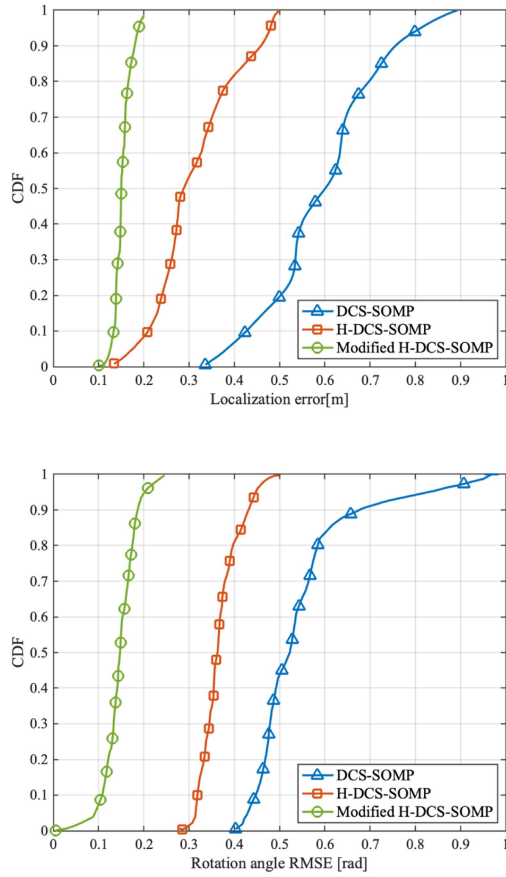 1
0.9
0.8
0.7
0.6
0.5
0.4
0.3
0.2
0.1
0
CDF
DCS-SOMP
H-DCS-SOMP
Modified H-DCS-SOMP
0 0.1 0.2 0.3 0.4 0.5 0.6 0.7 0.8 0.9 1
Localization error[m]
1
0.9
0.8
0.7
0.6
0.5
0.4
0.3
0.2
0.1
0
CDF
DCS-SOMP
H-DCS-SOMP
Modified H-DCS-SOMP
0 0.1 0.2 0.3 0.4 0.5 0.6 0.7 0.8 0.9 1
Rotation angle RMSE [rad]